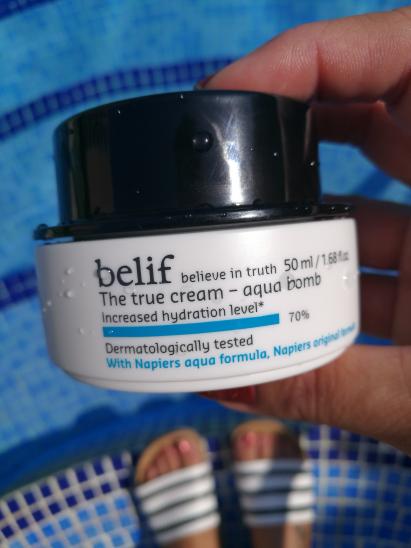 belif believe in truth 50 ml / 1.68 fl oz
The true cream – aqua bomb
Increased hydration level*
70%
Dermatologically tested
With Napiers aqua formula, Napiers original formula